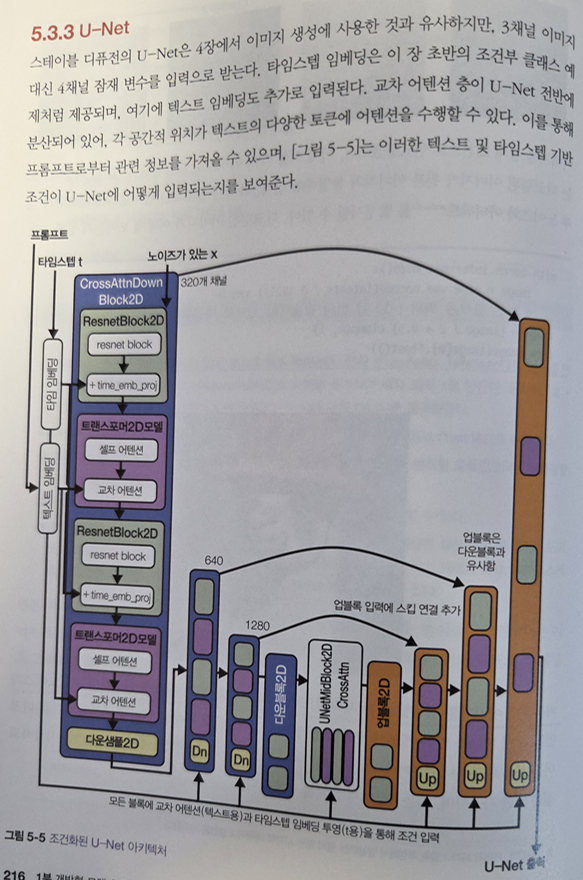 5.3.3 U-Net
스테이블 디퓨전의 U-Net은 4장에서 이미지 생성에 사용한 것과 유사하지만, 3채널 이미지
대신 4채널 잠재 변수를 입력으로 받는다. 타임스텝 임베딩은 이 장 초반의 조건부 클래스 예
제처럼 제공되며, 여기에 텍스트 임베딩도 추가로 입력된다. 교차 어텐션 층이 U-Net 전반에
분산되어 있어, 각 공간적 위치가 텍스트의 다양한 토큰에 어텐션을 수행할 수 있다. 이를 통해
프롬프트로부터 관련 정보를 가져올 수 있으며, [그림 5-5]는 이러한 텍스트 및 타임스텝 기반
조건이 U-Net에 어떻게 입력되는지를 보여준다.
프롬프트
타임스텝 t
노이즈가 있는 x
CrossAttnDown
Block2D
320개 채널
ResnetBlock2D
resnet block
+ time_emb_proj
타임 임베딩
트랜스포머2D모델
셀프 어텐션
교차 어텐션
텍스트 임베딩
ResnetBlock2D
resnet block
+ time_emb_proj
트랜스포머2D모델
셀프 어텐션
교차 어텐션
다운샘플2D
640
Dn
1280
Dn
다운블록2D
UNetMidBlock2D
CrossAttn
업블록2D
업블록 입력에 스킵 연결 추가
업블록은
다운블록과
유사함
Up
Up
Up
모든 블록에 교차 어텐션(텍스트용)과 타임스텝 임베딩 투영(t용)을 통해 조건 입력
그림 5-5 조건화된 U-Net 아키텍처
U-Net 출력
216 1부